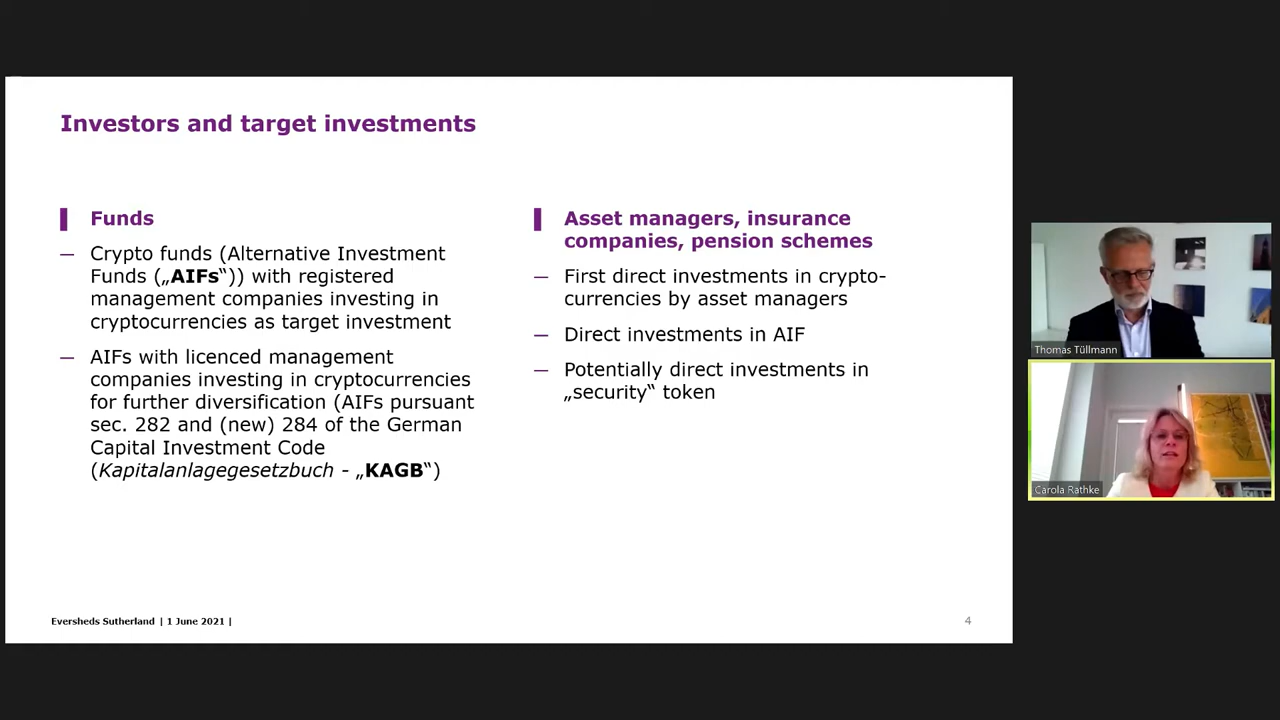 Investors and target investments
Funds
— Crypto funds (Alternative Investment
Funds („AIFs“)) with registered
management companies investing in
cryptocurrencies as target investment
— AIFs with licenced management
companies investing in cryptocurrencies
for further diversification (AIFs pursuant
sec. 282 and (new) 284 of the German
Capital Investment Code
(Kapitalanlagegesetzbuch - „KAGB“)
Asset managers, insurance
companies, pension schemes
— First direct investments in crypto-
currencies by asset managers
— Direct investments in AIF
— Potentially direct investments in
„security“ token
Eversheds Sutherland | 1 June 2021 |
4
Thomas Tüllmann
Carola Rathke